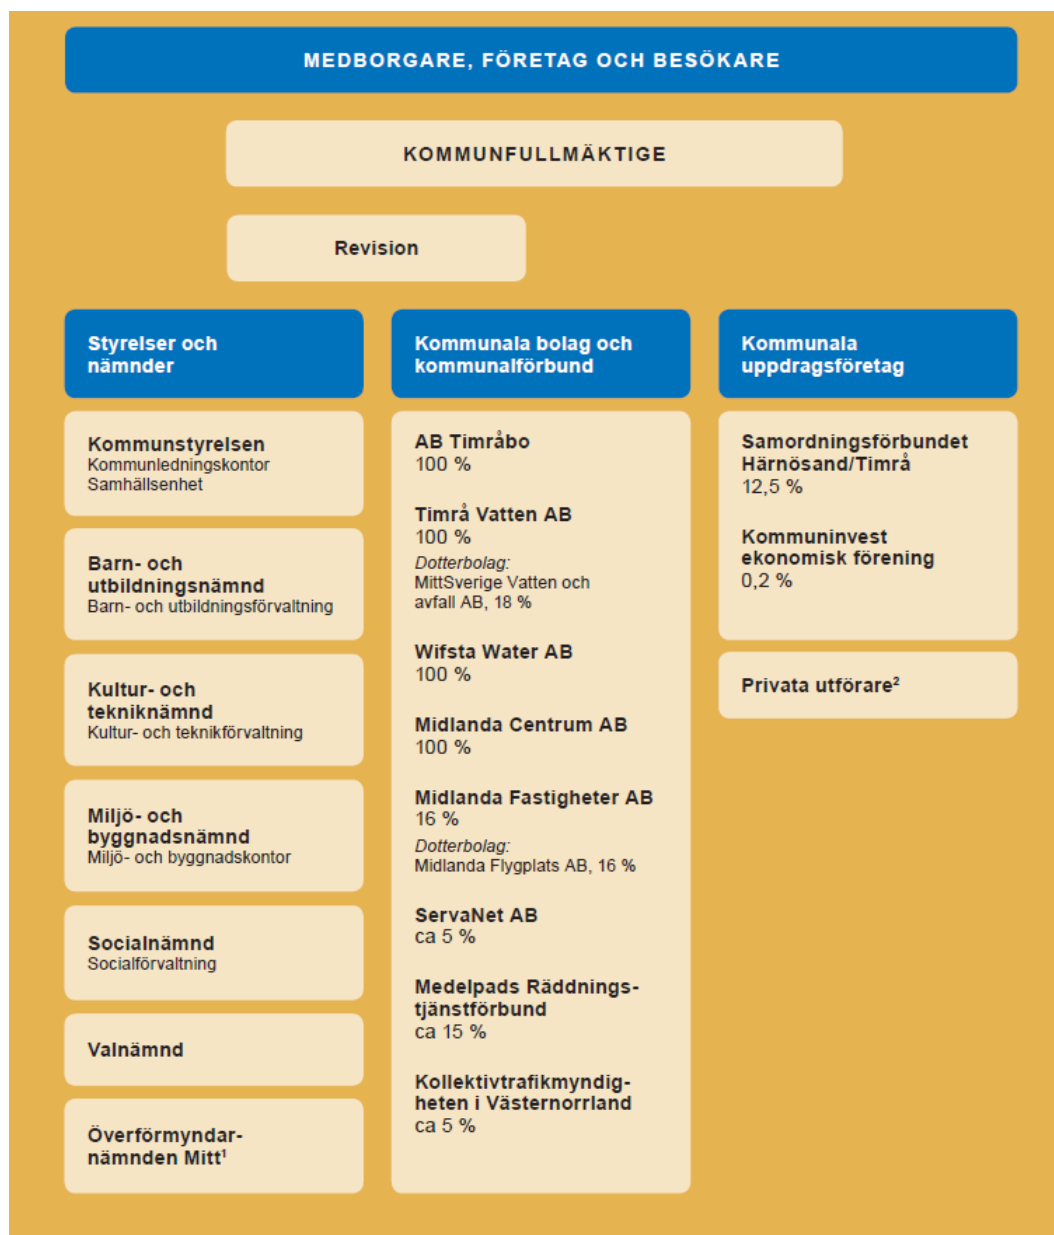 MEDBORGARE, FÖRETAG OCH BESÖKARE
KOMMUNFULLMÄKTIGE
Revision
Styrelser och
nämnder
Kommunstyrelsen
Kommunledningskontor
Samhällsenhet
Barn- och
utbildningsnämnd
Barn- och utbildningsförvaltning
Kultur- och
tekniknämnd
Kultur- och teknikförvaltning
Miljö- och
byggnadsnämnd
Miljö- och byggnadskontor
Socialnämnd
Socialförvaltning
Valnämnd
Överförmyndar-
nämnden Mitt¹
Kommunala bolag och
kommunalförbund
AB Timråbo
100 %
Timrå Vatten AB
100 %
Dotterbolag:
MittSverige Vatten och
avfall AB, 18 %
Wifsta Water AB
100 %
Midlanda Centrum AB
100 %
Midlanda Fastigheter AB
16 %
Dotterbolag:
Midlanda Flygplats AB, 16 %
ServaNet AB
ca 5 %
Medelpads Räddnings-
tjänstförbund
ca 15 %
Kollektivtrafikmyndig-
heten i Västernorrland
ca 5 %
Kommunala
uppdragsföretag
Samordningsförbundet
Härnösand/Timrå
12,5 %
Kommuninvest
ekonomisk förening
0,2 %
Privata utförare²